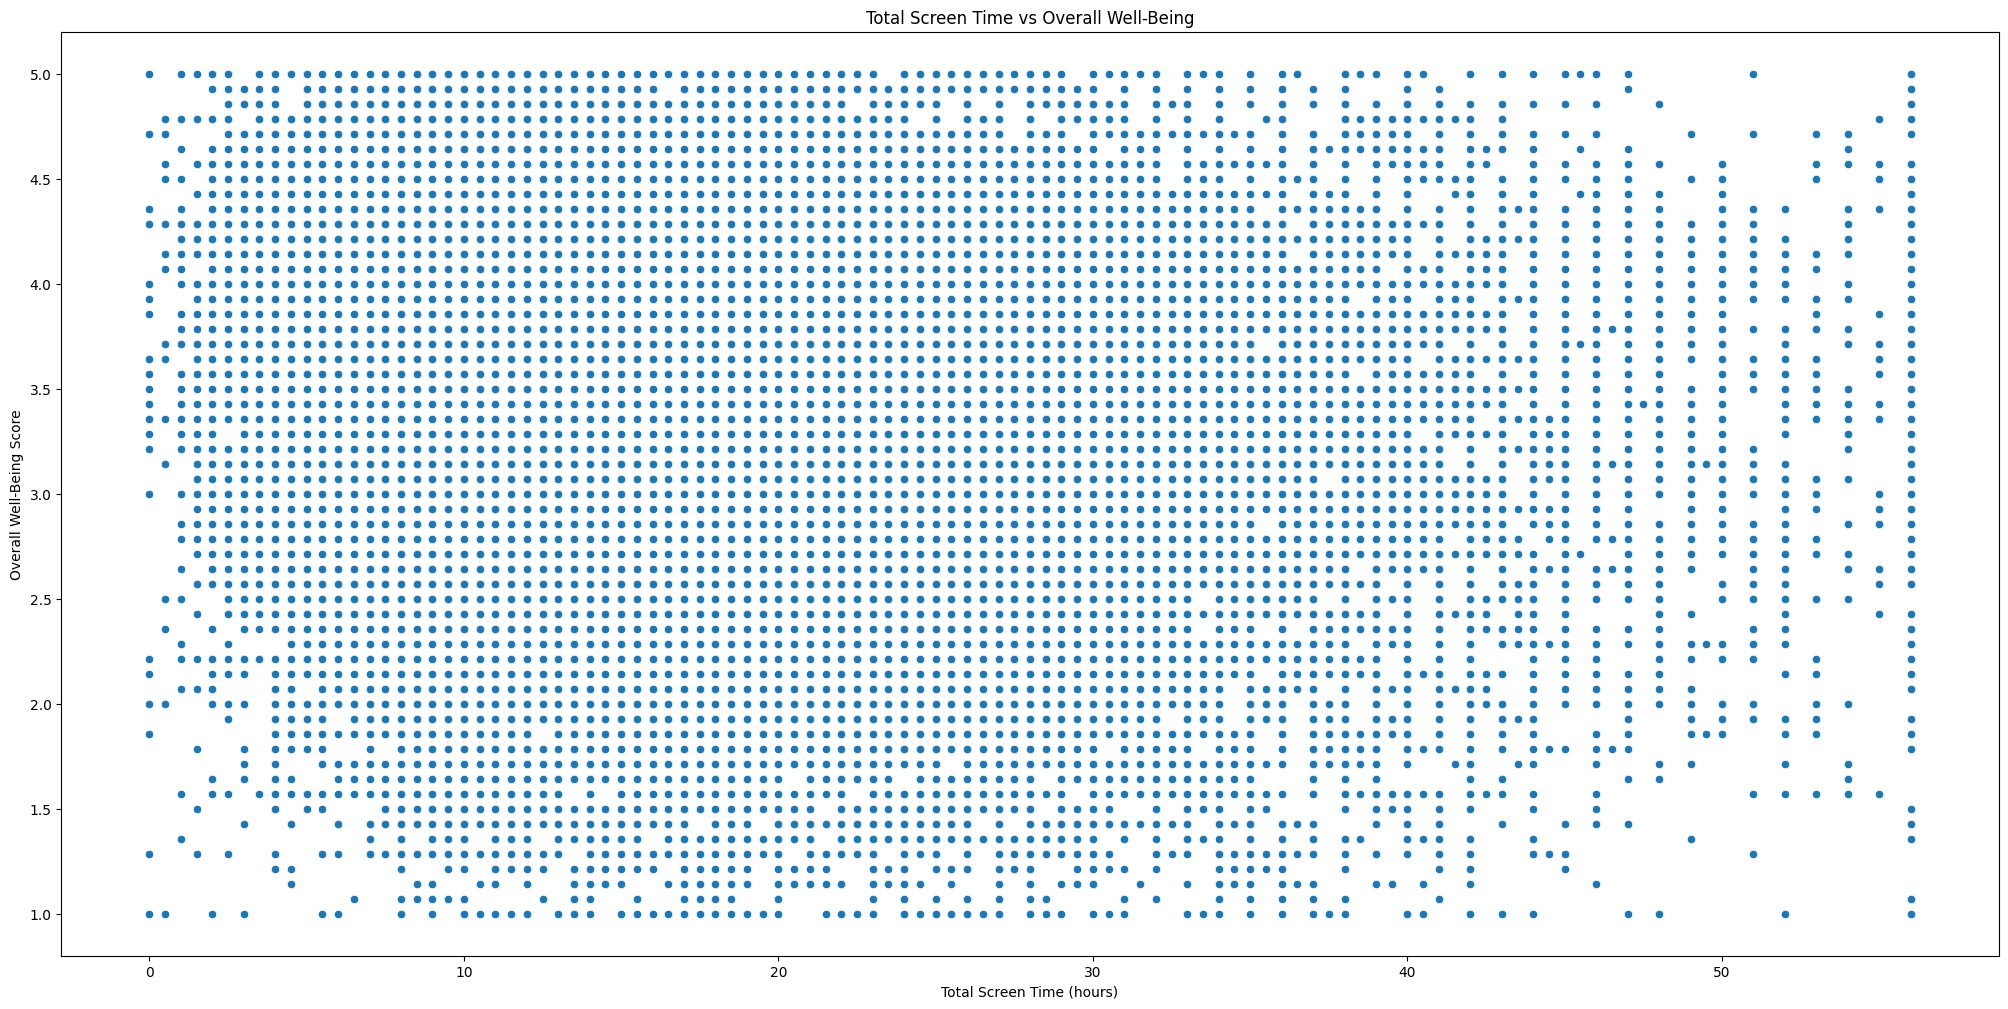 Total Screen Time vs Overall Well-Being
5.0
4.5
4.0
3.5
3.0
2.5
2.0
1.5
1.0
Overall Well-Being Score
0 10 20 30 40 50
Total Screen Time (hours)